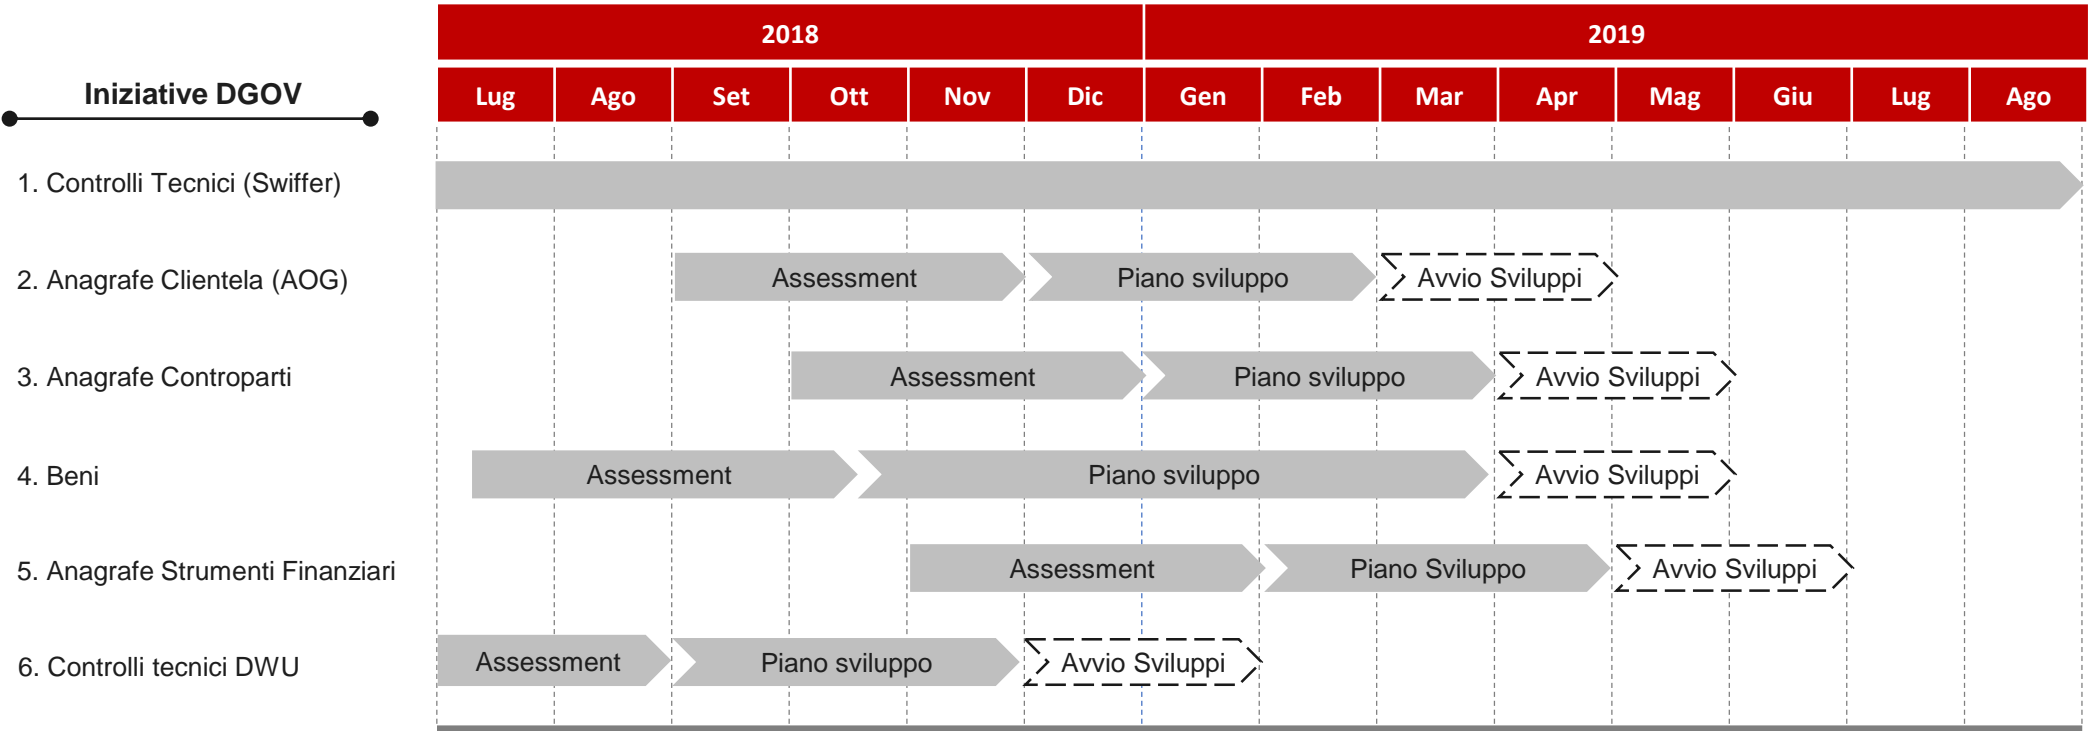 2018 2019
Iniziative DGOV
Lug Ago Set Ott Nov Dic Gen Feb Mar Apr Mag Giu Lug Ago
1. Controlli Tecnici (Swiffer)
2. Anagrafe Clientela (AOG) Assessment Piano sviluppo Avvio Sviluppi
3. Anagrafe Controparti Assessment Piano sviluppo Avvio Sviluppi
4. Beni Assessment Piano sviluppo Avvio Sviluppi
5. Anagrafe Strumenti Finanziari Assessment Piano Sviluppo Avvio Sviluppi
6. Controlli tecnici DWU Assessment Piano sviluppo Avvio Sviluppi